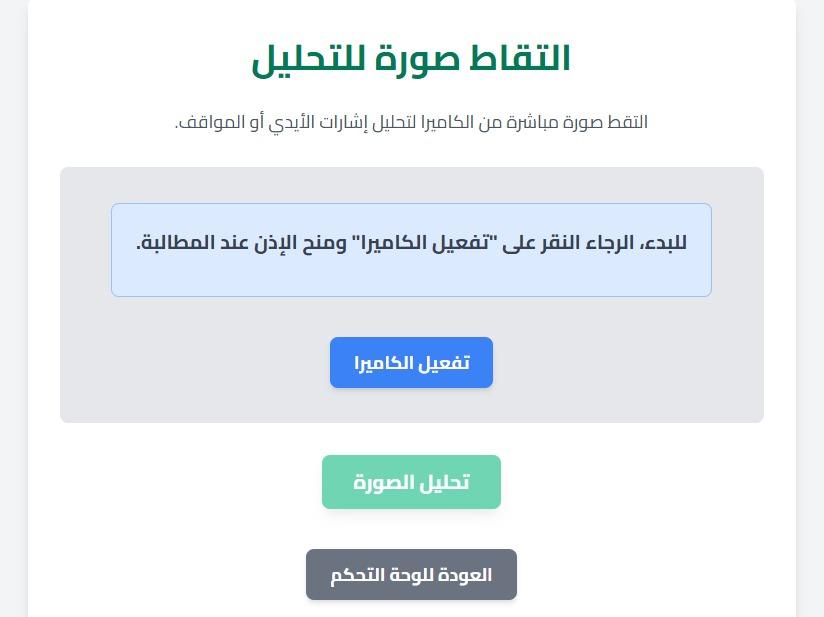 التقاط صورة للتحليل
التقط صورة مباشرة من الكاميرا لتحليل إشارات الأيدي أو المواقف.
للبدء، الرجاء النقر على "تفعيل الكاميرا" ومنح الإذن عند المطالبة.
تفعيل الكاميرا
تحليل الصورة
العودة للوحة التحكم